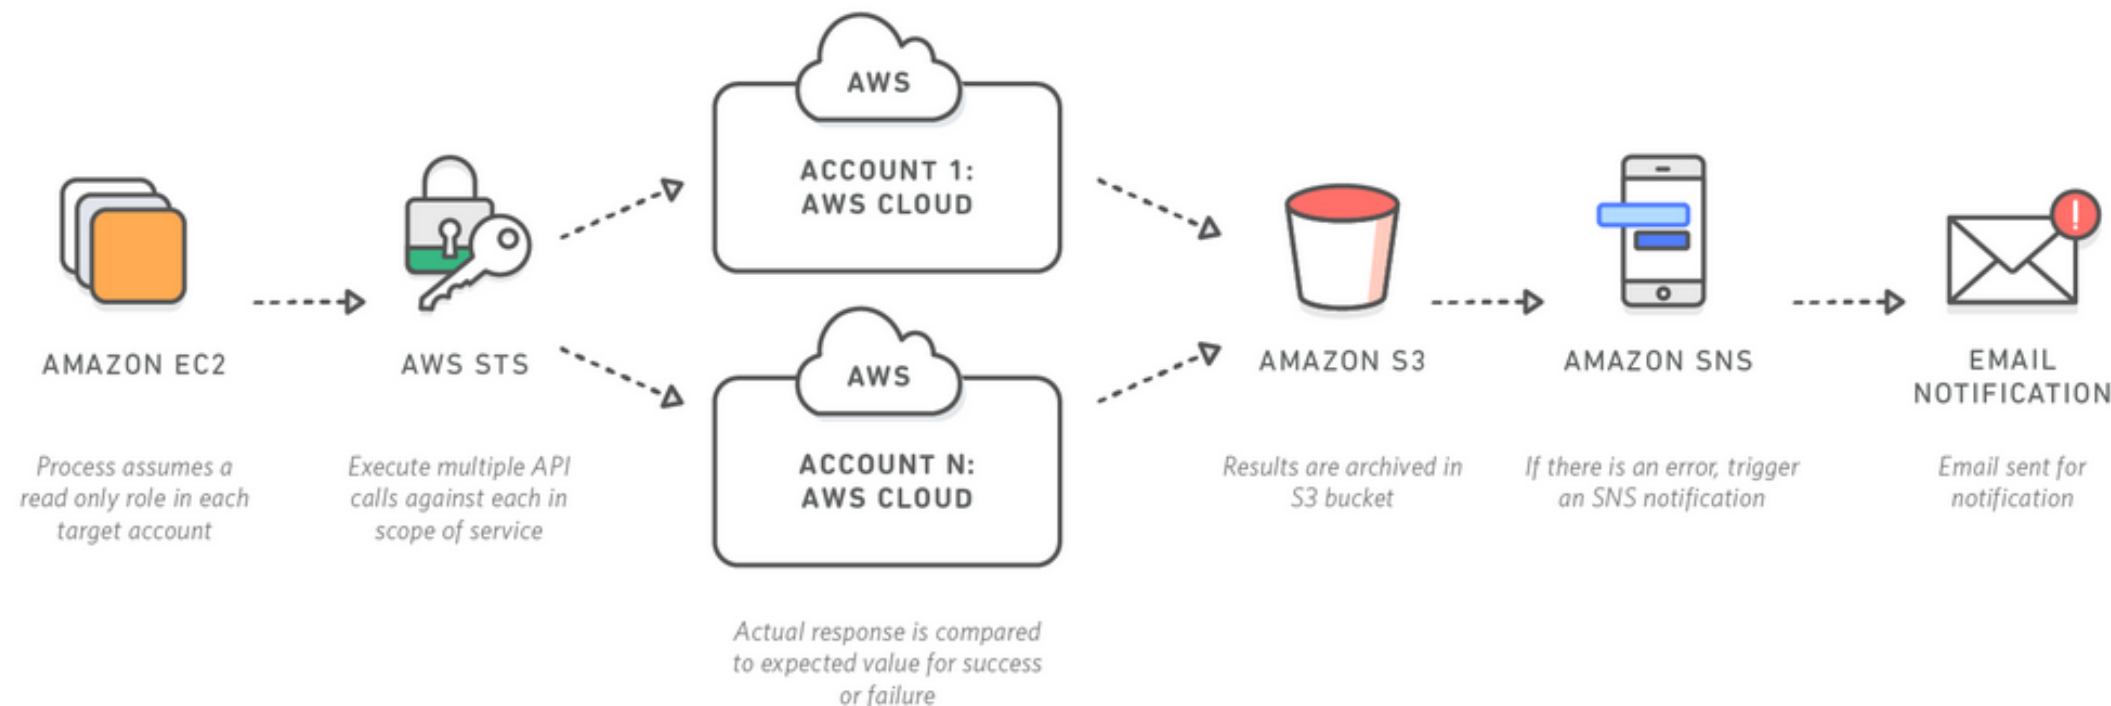 AMAZON EC2
Process assumes a
read only role in each
target account
AWS STS
Execute multiple API
calls against each in
scope of service
AWS
ACCOUNT 1:
AWS CLOUD
AWS
ACCOUNT N:
AWS CLOUD
Actual response is compared
to expected value for success
or failure
AMAZON S3
Results are archived in
S3 bucket
AMAZON SNS
If there is an error, trigger
an SNS notification
!
EMAIL
NOTIFICATION
Email sent for
notification